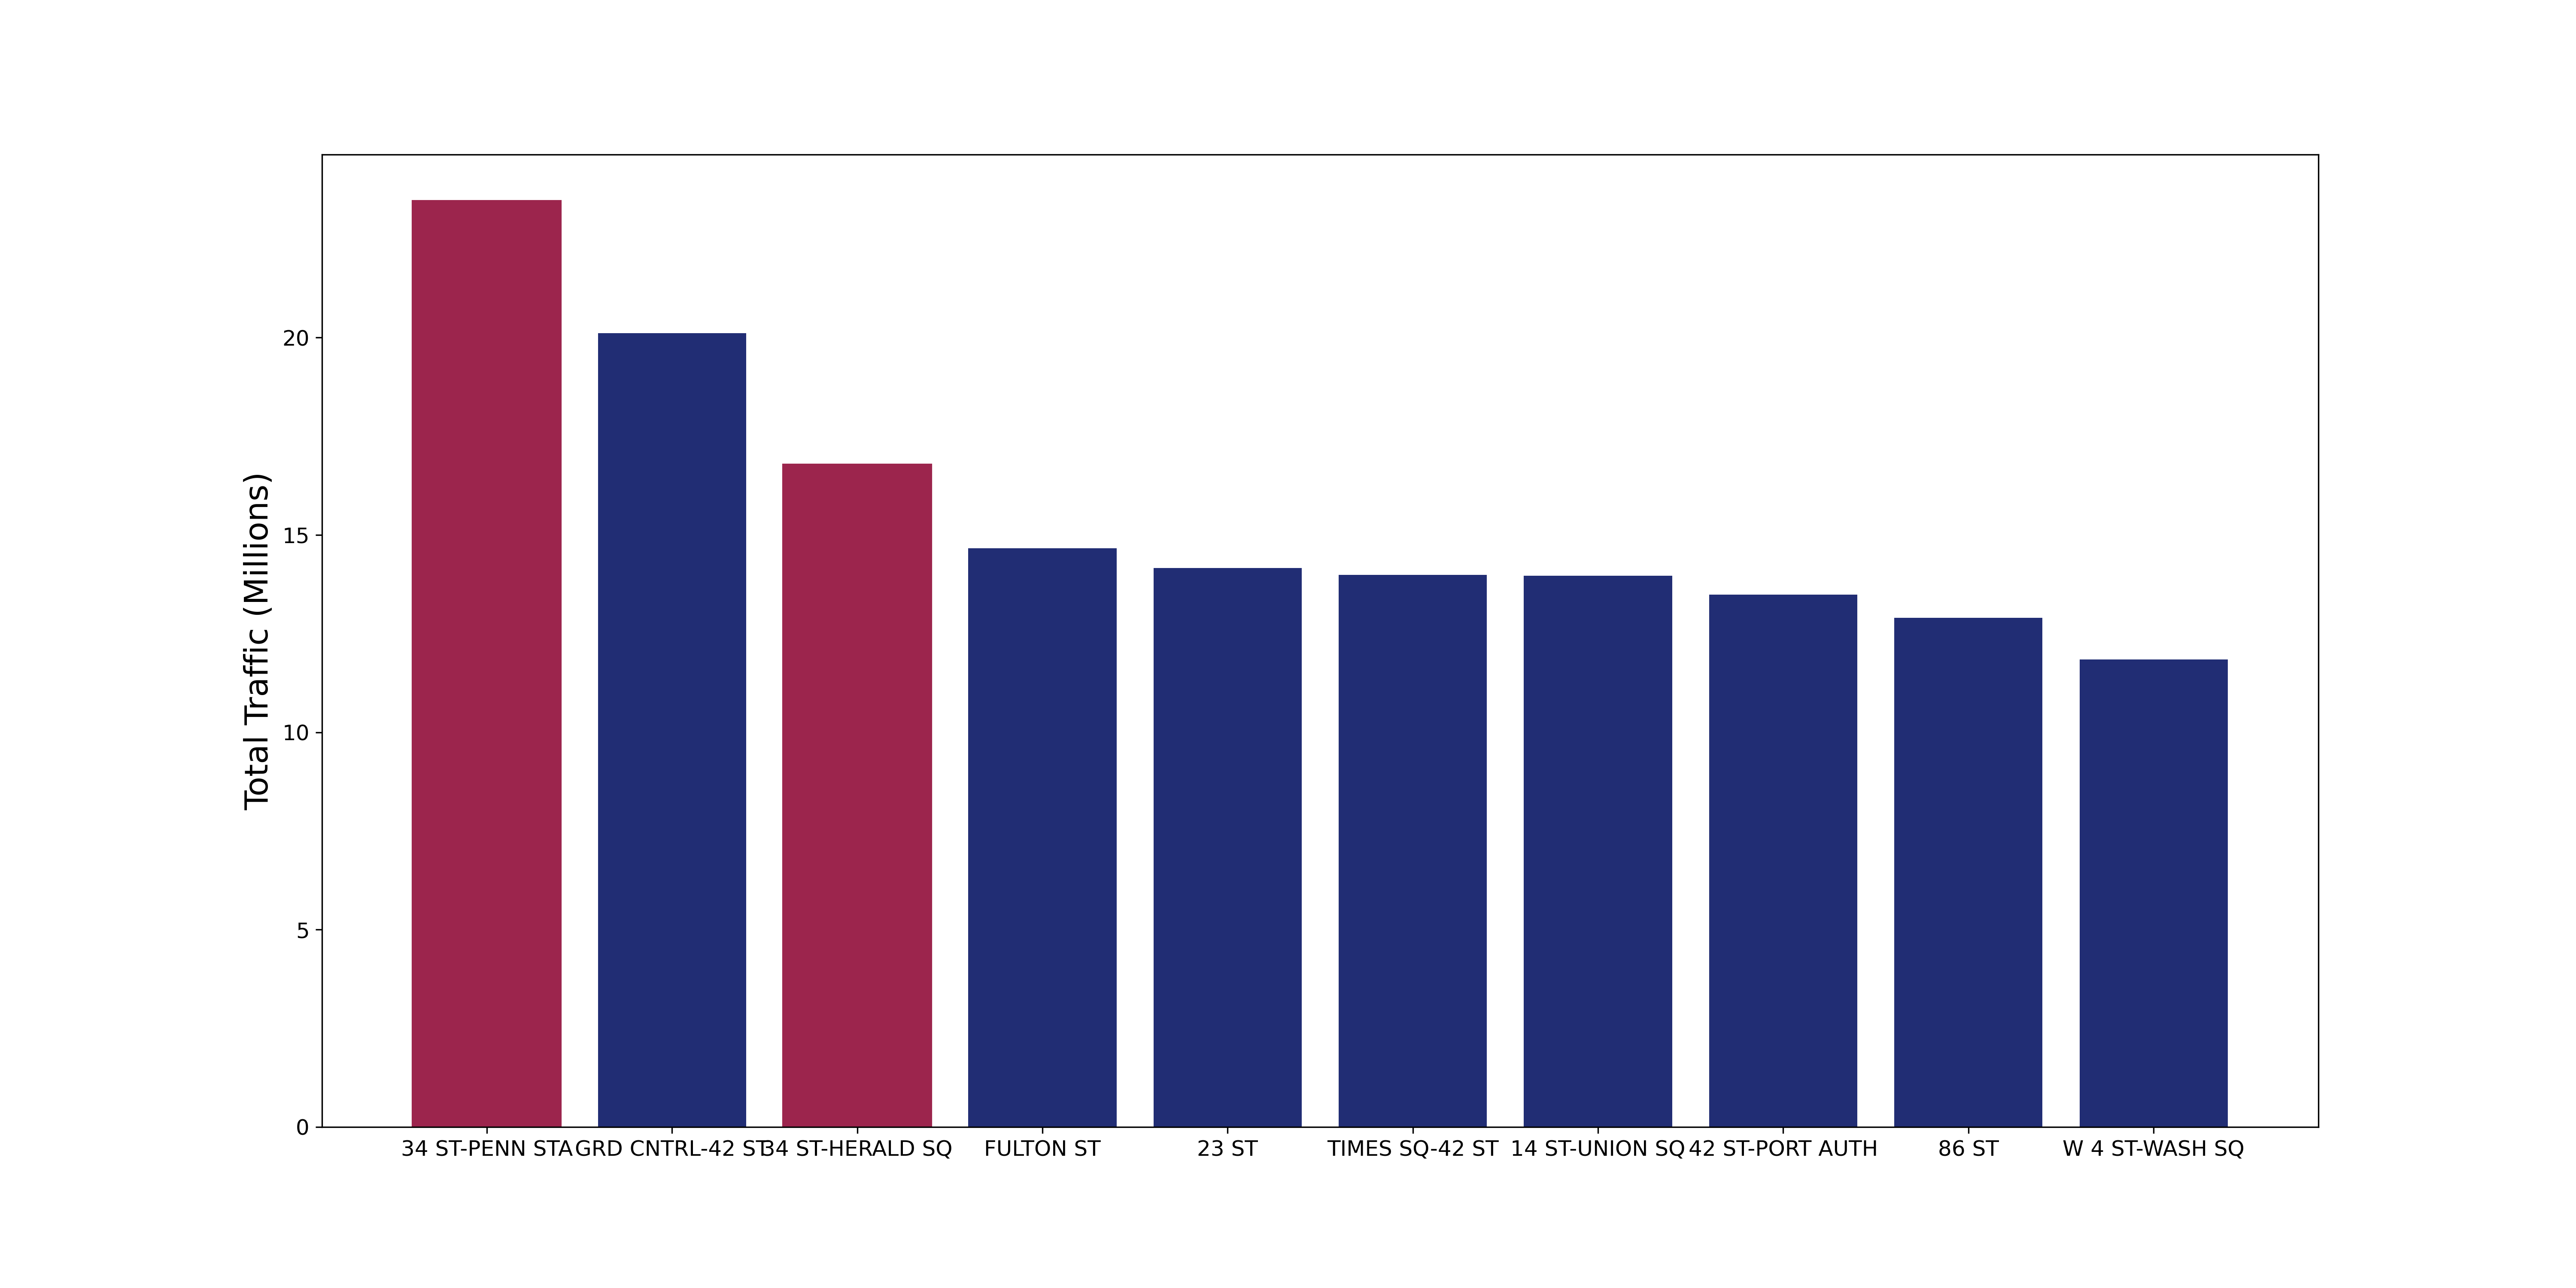 Total Traffic (Millions)
20
15
10
5
0
34 ST-PENN STA GRD CNTRL-42 ST 34 ST-HERALD SQ FULTON ST 23 ST TIMES SQ-42 ST 14 ST-UNION SQ 42 ST-PORT AUTH 86 ST W 4 ST-WASH SQ